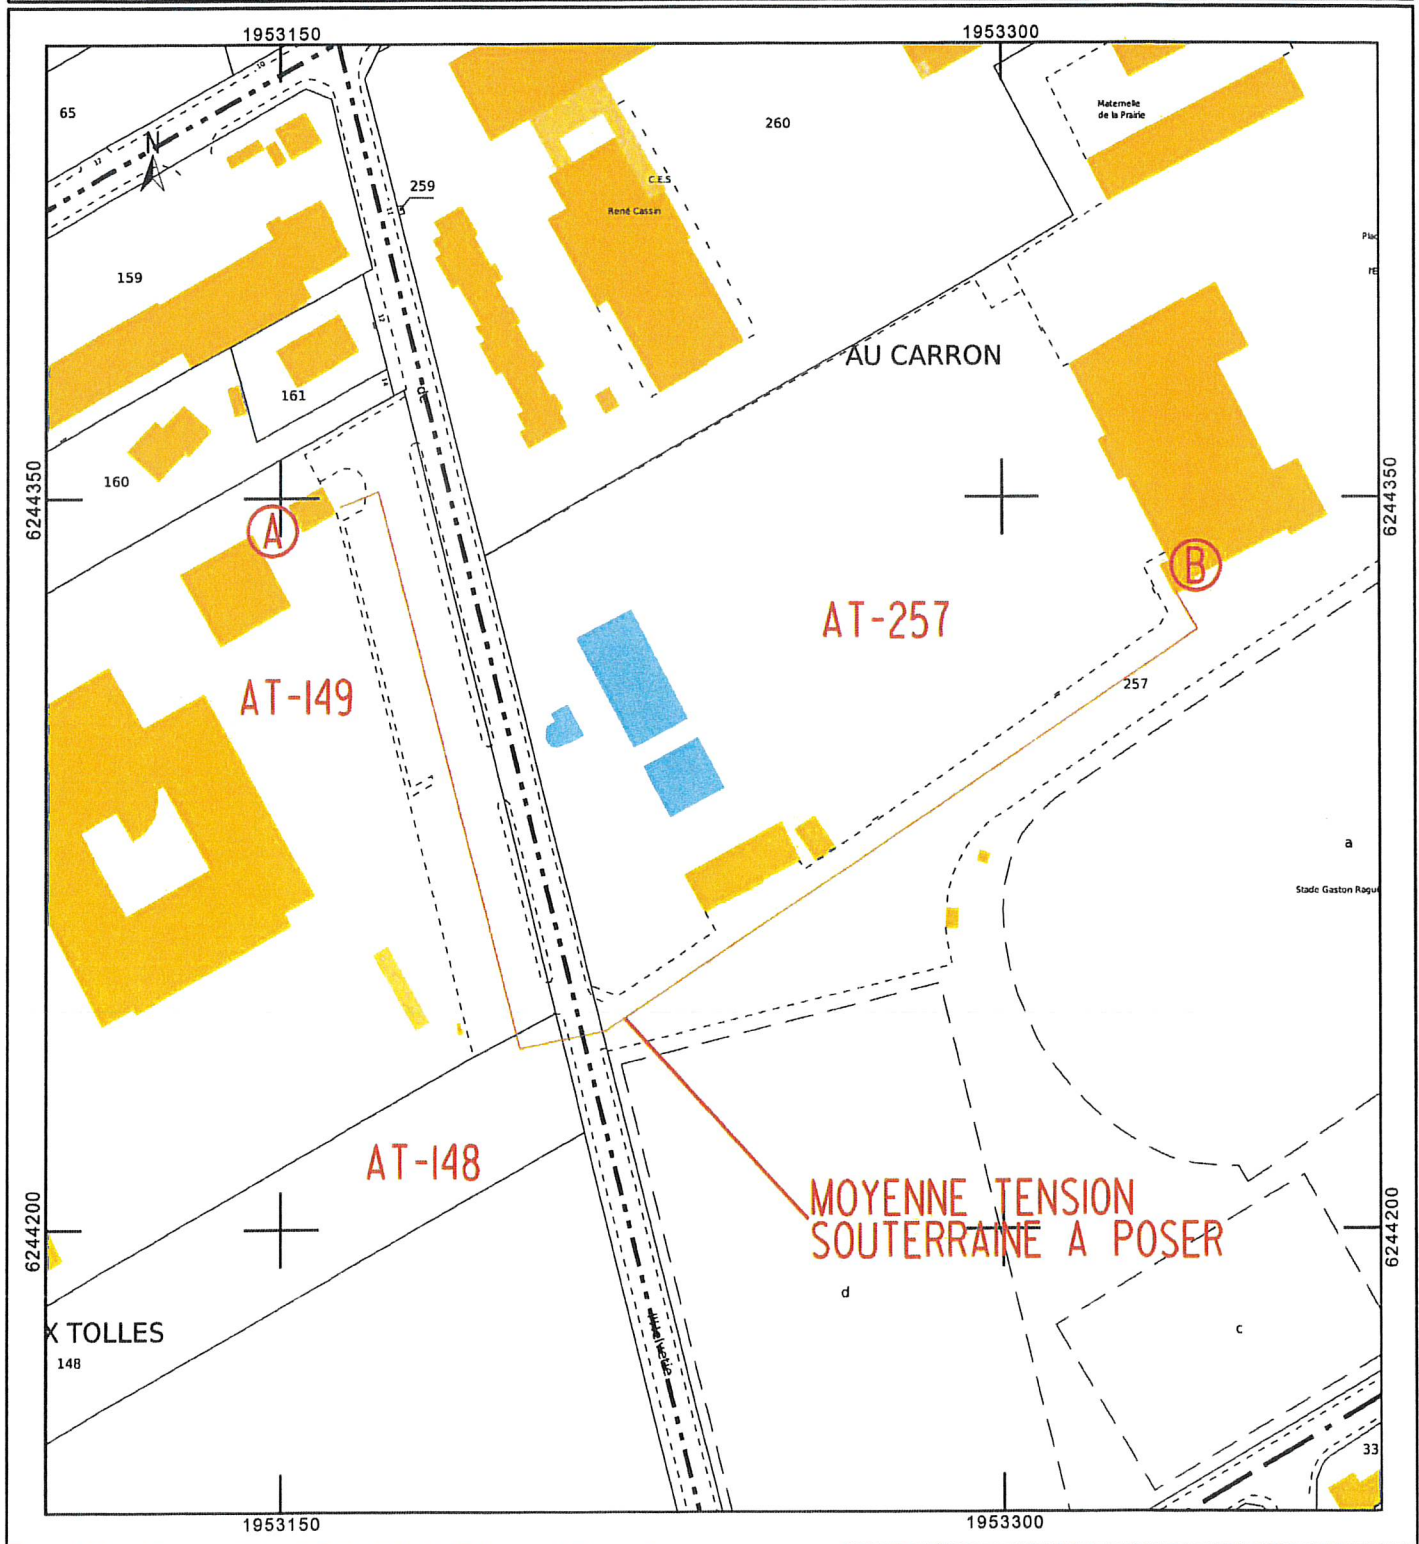 1953150
1953300
65
N
260
Maternelle
de la Prairie
259
C.E.S
René Cassin
159
AU CARRON
161
de
160
6244350
6244350
A
B
AT-257
AT-149
257
a
Stade Gaston
AT-148
MOYENNE TENSION
SOUTERRAINE A POSER
6244200
6244200
d
c
X TOLLES
148
l'Helvetie
33
1953150
1953300